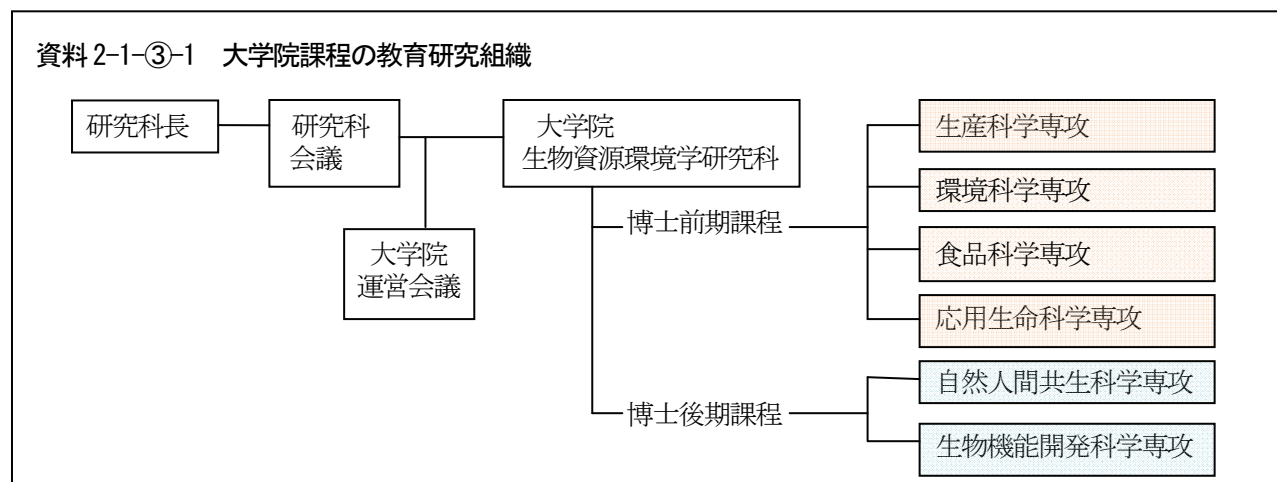 資料 2-1-③-1　大学院課程の教育研究組織
研究科長
研究科
会議
大学院
運営会議
大学院
生物資源環境学研究科
博士前期課程
生産科学専攻
環境科学専攻
食品科学専攻
応用生命科学専攻
博士後期課程
自然人間共生科学専攻
生物機能開発科学専攻